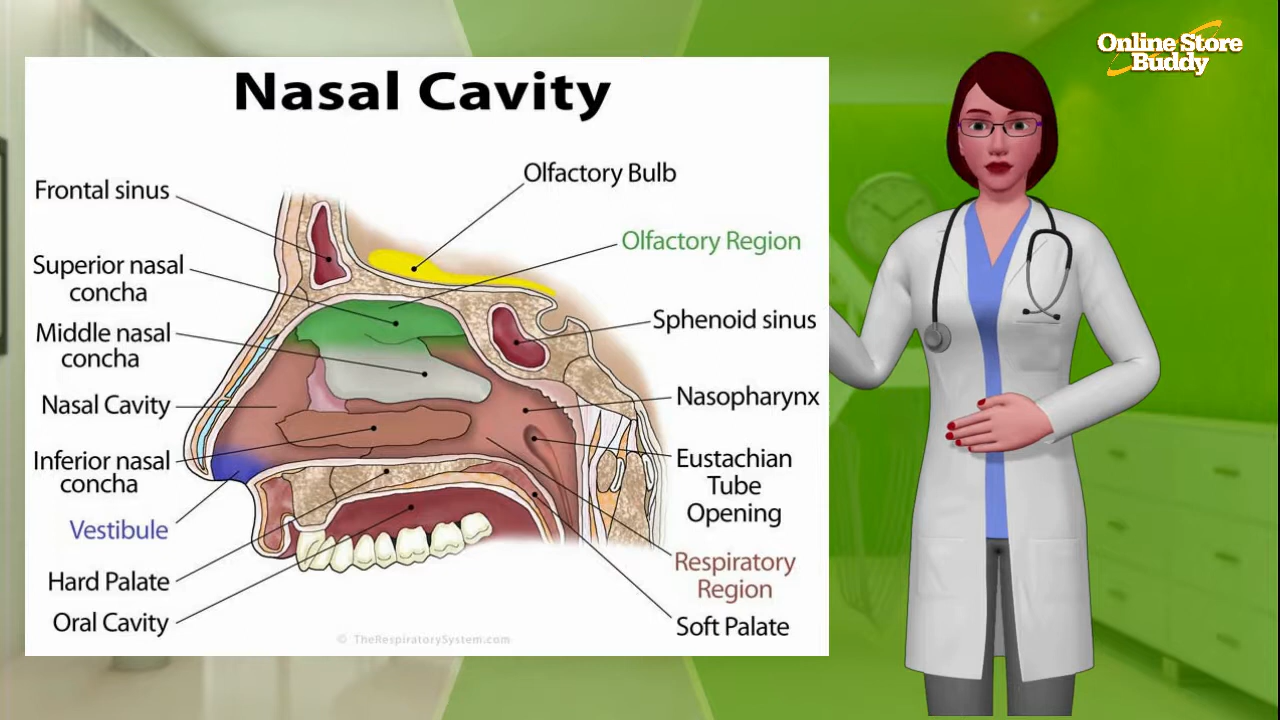 Online Store
Buddy
Nasal Cavity
Olfactory Bulb
Frontal sinus
Olfactory Region
Superior nasal
concha
Sphenoid sinus
Middle nasal
concha
Nasal Cavity
Nasopharynx
Inferior nasal
concha
Eustachian
Tube
Opening
Vestibule
Respiratory
Region
Hard Palate
Oral Cavity
Soft Palate
© TheRespiratorySystem.com